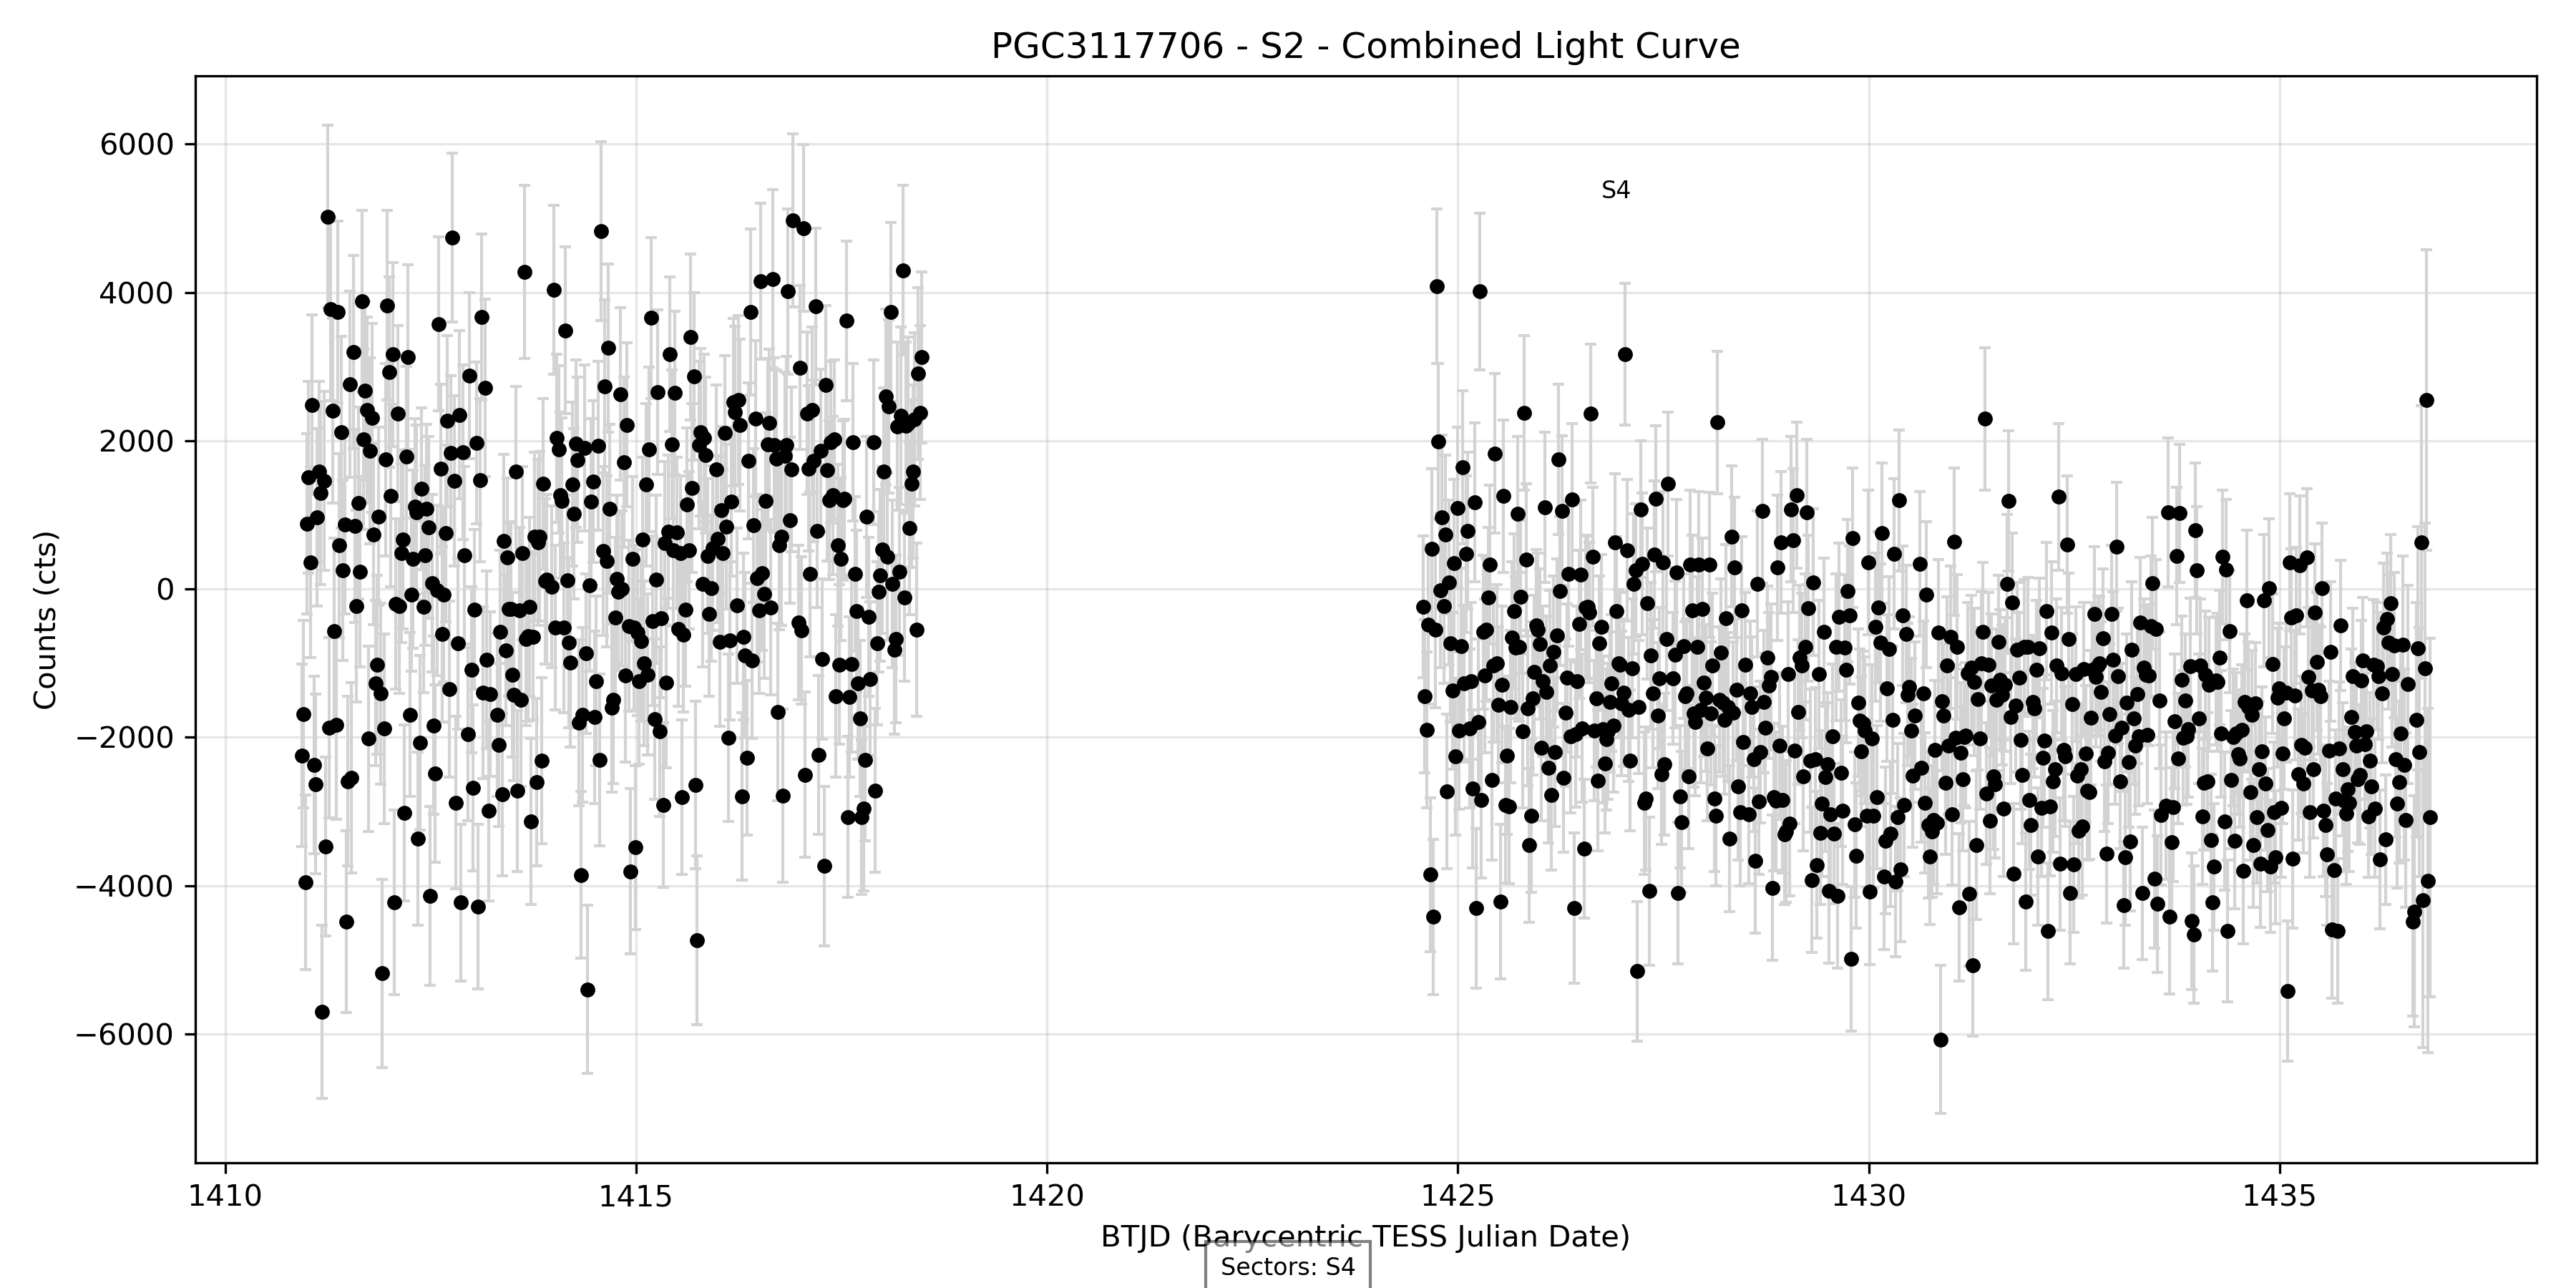 PGC3117706 - S2 - Combined Light Curve
6000
4000
2000
0
−2000
−4000
−6000
Counts (cts)
S4
1410
1415
1420
1425
1430
1435
BTJD (Barycentric TESS Julian Date)
Sectors: S4